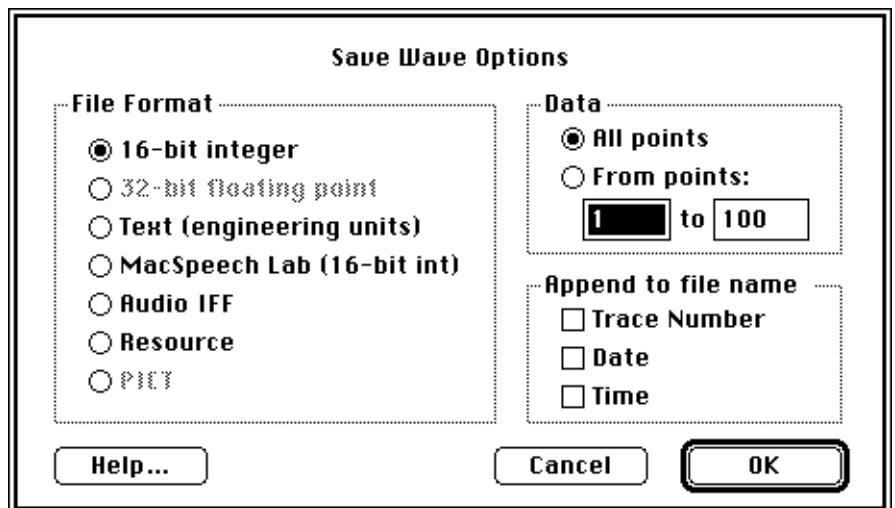 Save Wave Options
File Format
16-bit integer
32-bit floating point
Text (engineering units)
MacSpeech Lab (16-bit int)
Audio IFF
Resource
PICT
Data
All points
From points:
1 to 100
Append to file name
Trace Number
Date
Time
Help...
Cancel
OK